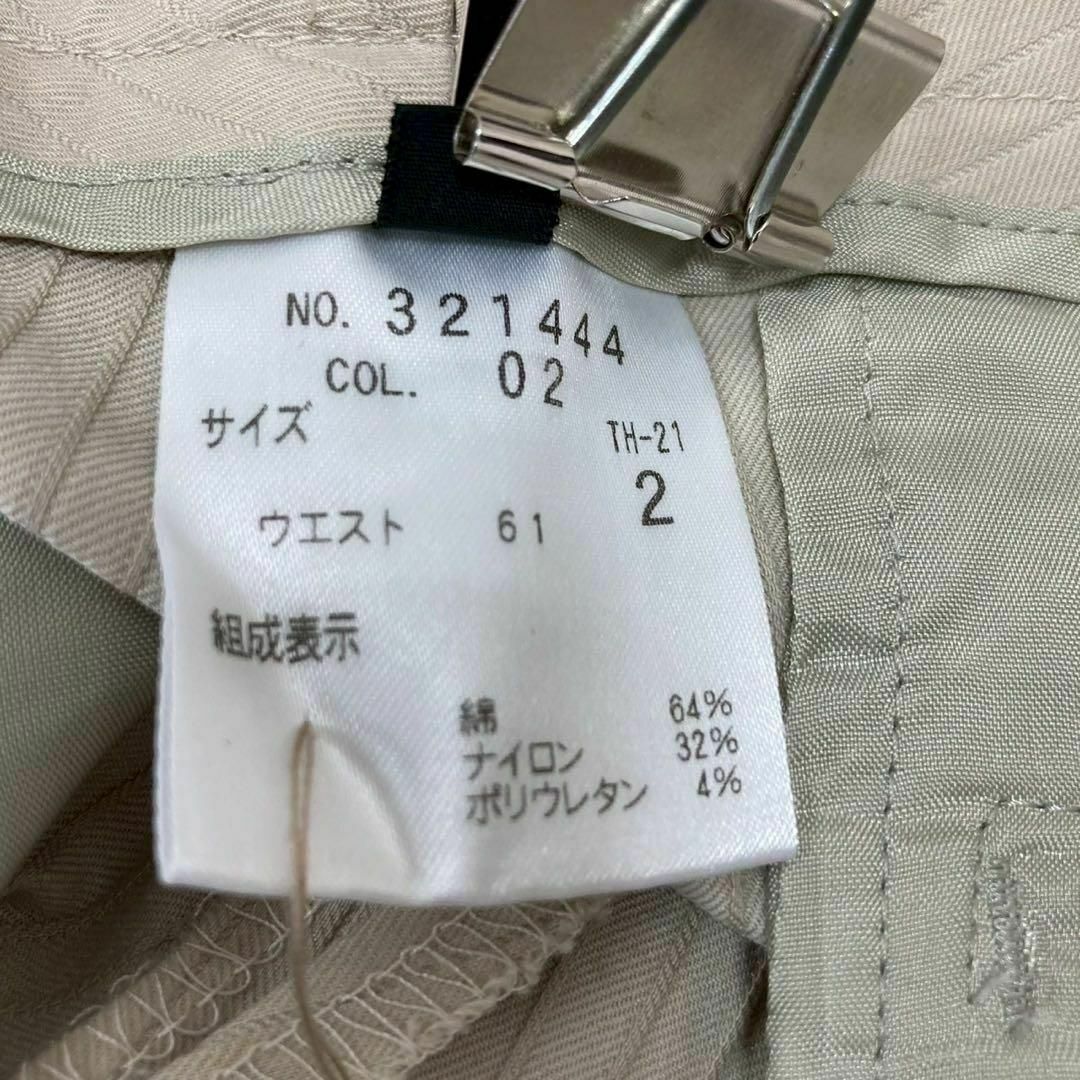 NO. 321444
COL. 02
サイズ TH-21
2
ウエスト 61
組成表示
綿 64%
ナイロン 32%
ポリウレタン 4%